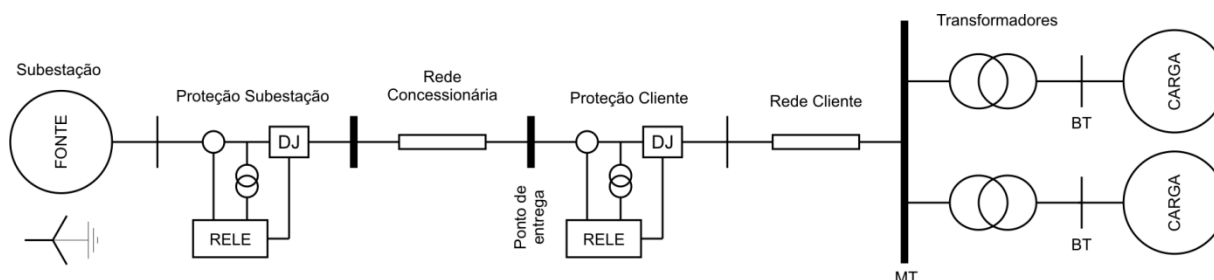 Subestação
FONTE
Proteção Subestação
DJ
RELE
Rede
Concessionária
Ponto de
entrega
Proteção Cliente
DJ
RELE
Rede Cliente
MT
Transformadores
BT
CARGA
BT
CARGA